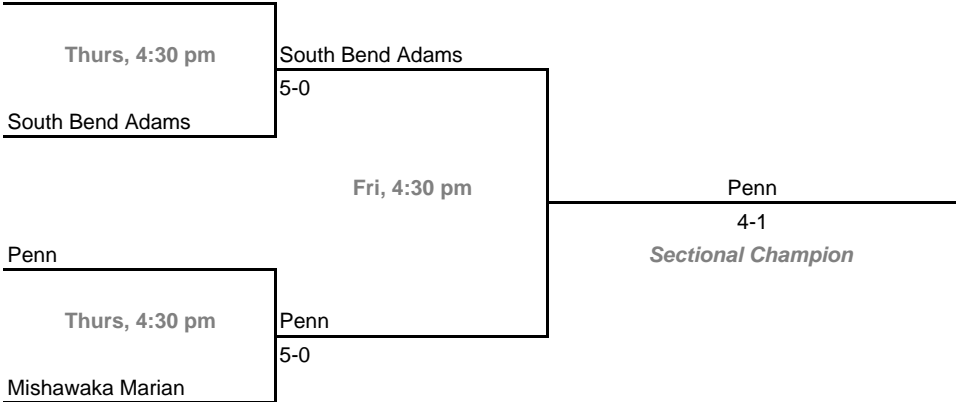 Thurs, 4:30 pm
South Bend Adams
5-0
South Bend Adams
Fri, 4:30 pm
Penn
4-1
Sectional Champion
Penn
Thurs, 4:30 pm
Penn
5-0
Mishawaka Marian